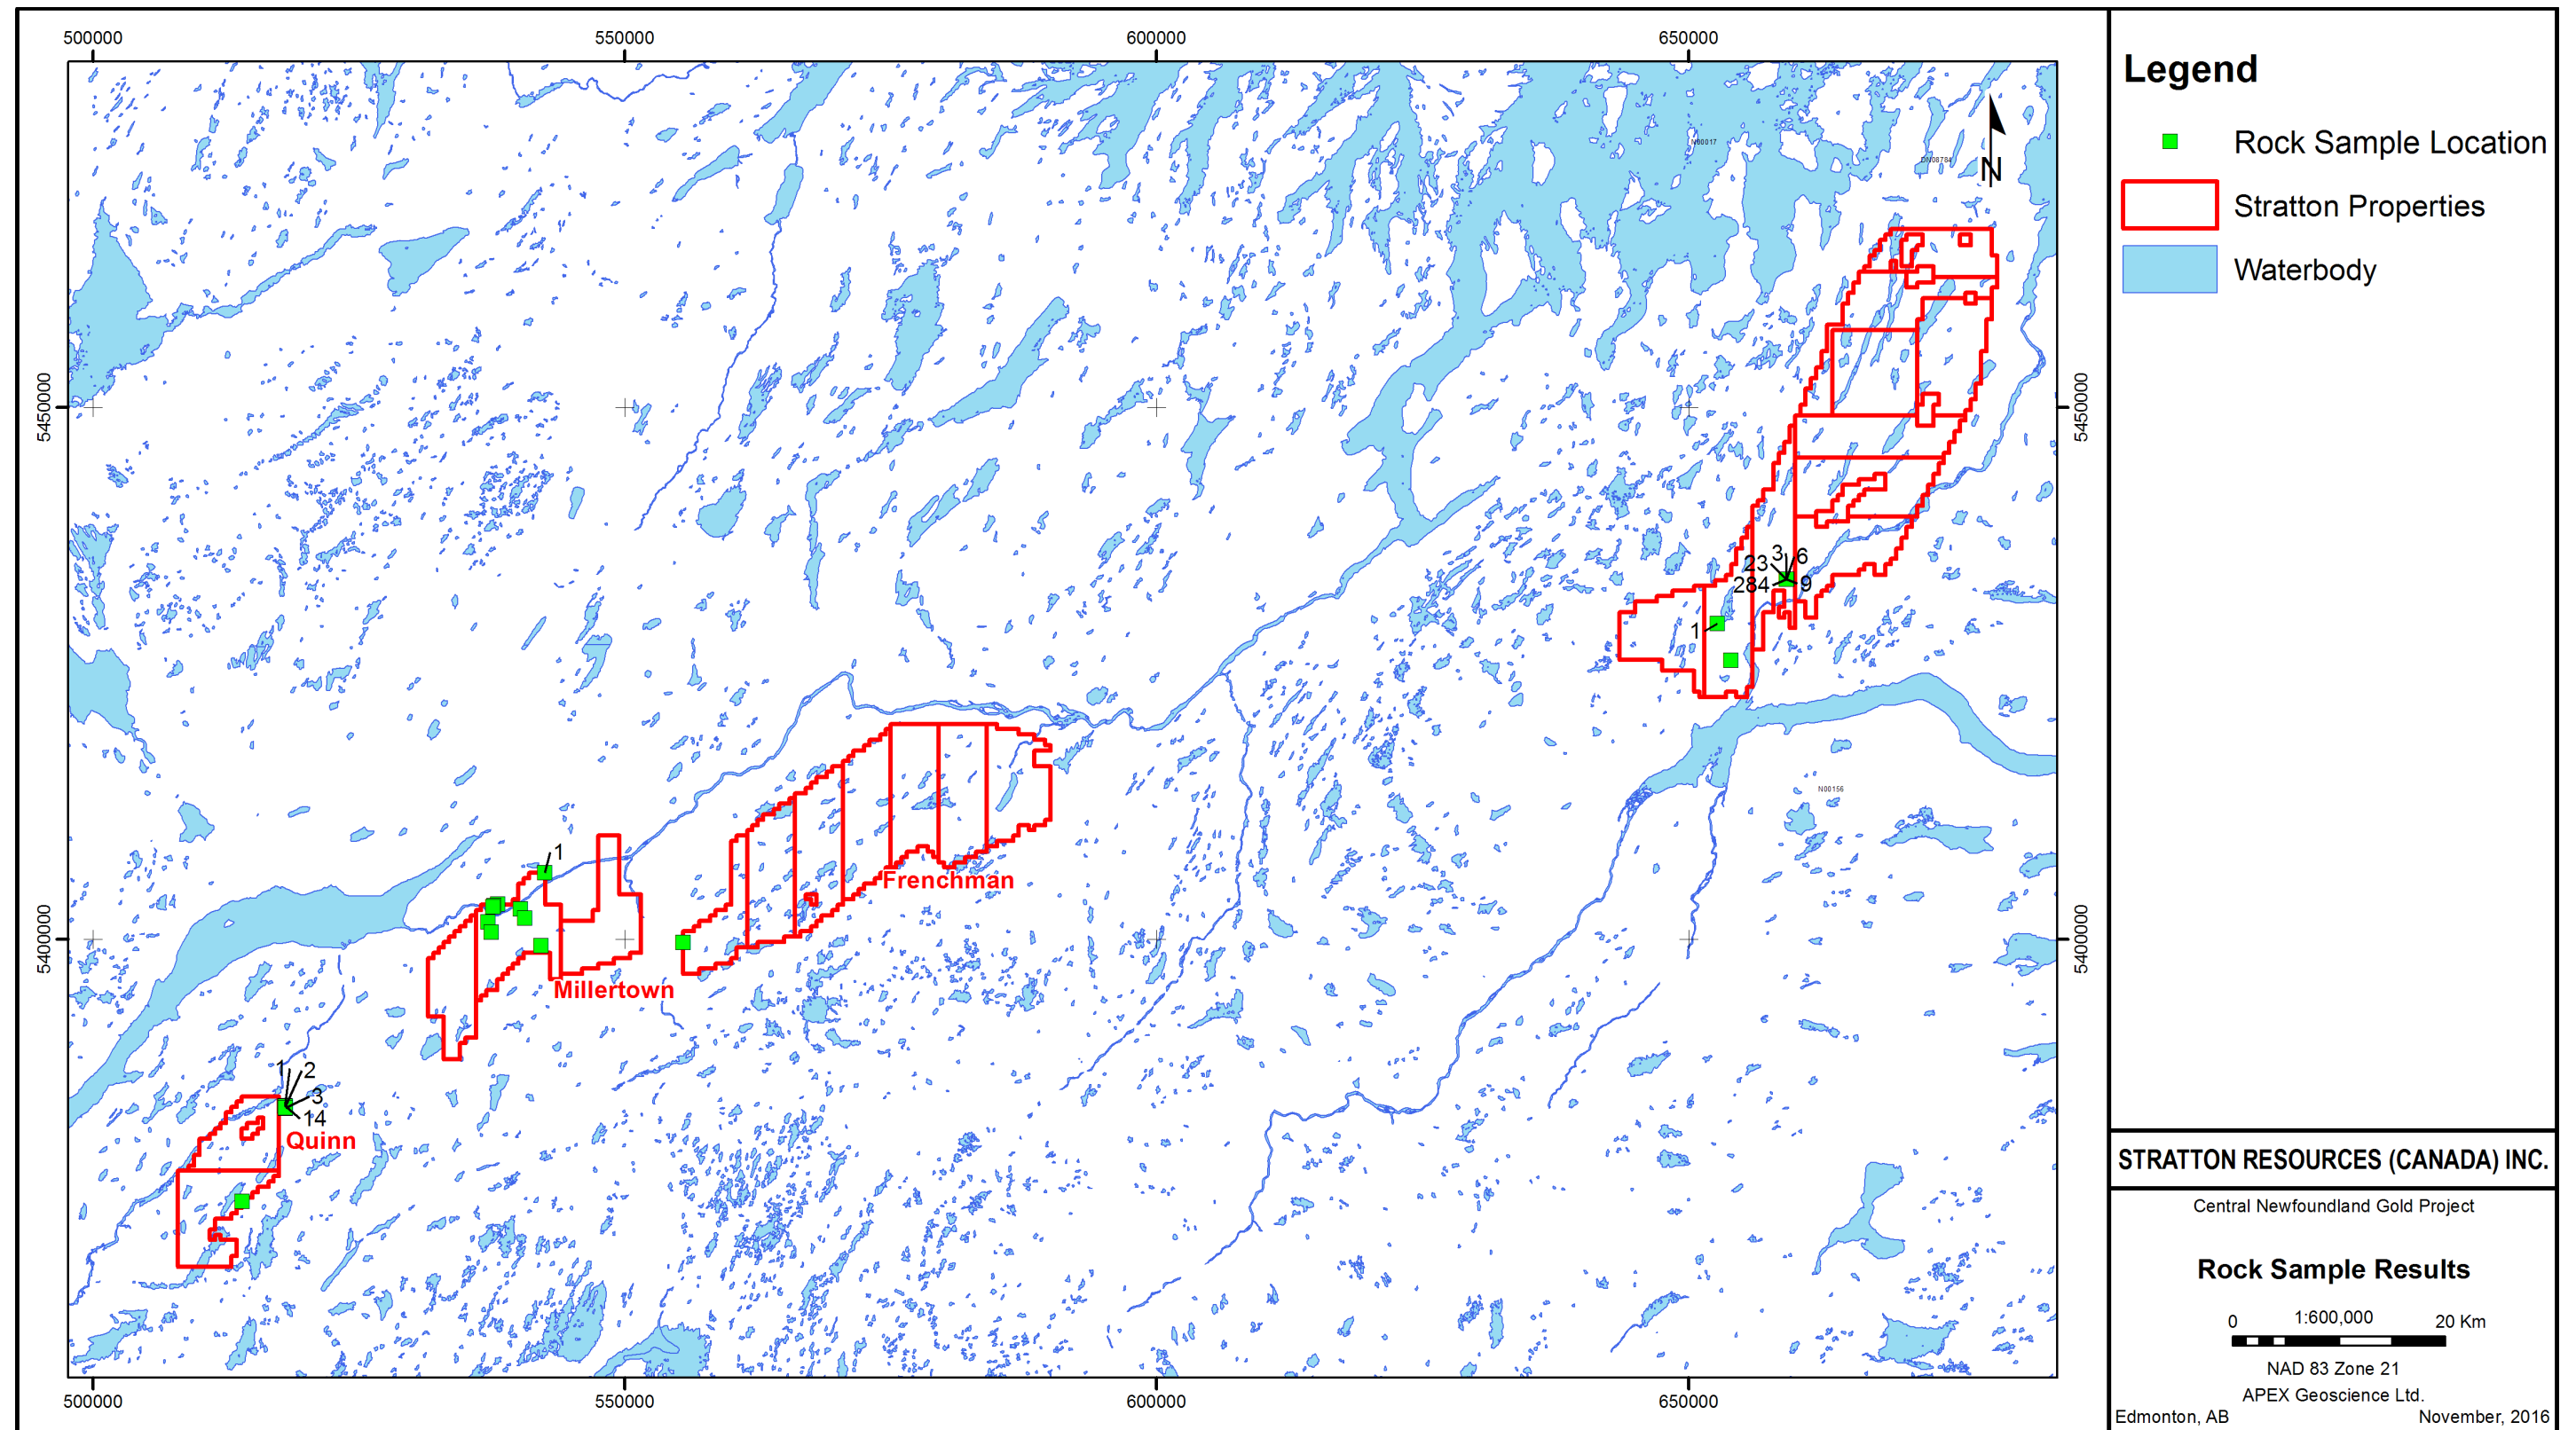 500000
550000
600000
650000
Legend
Rock Sample Location
Stratton Properties
Waterbody
N00017
DN08784
N
5450000
5450000
3
6
23
284
9
1
N00156
1
Frenchman
5400000
5400000
Millertown
1
2
3
14
Quinn
500000
550000
600000
650000
STRATTON RESOURCES (CANADA) INC.
Central Newfoundland Gold Project
Rock Sample Results
0 1:600,000 20 Km
NAD 83 Zone 21
APEX Geoscience Ltd.
Edmonton, AB November, 2016